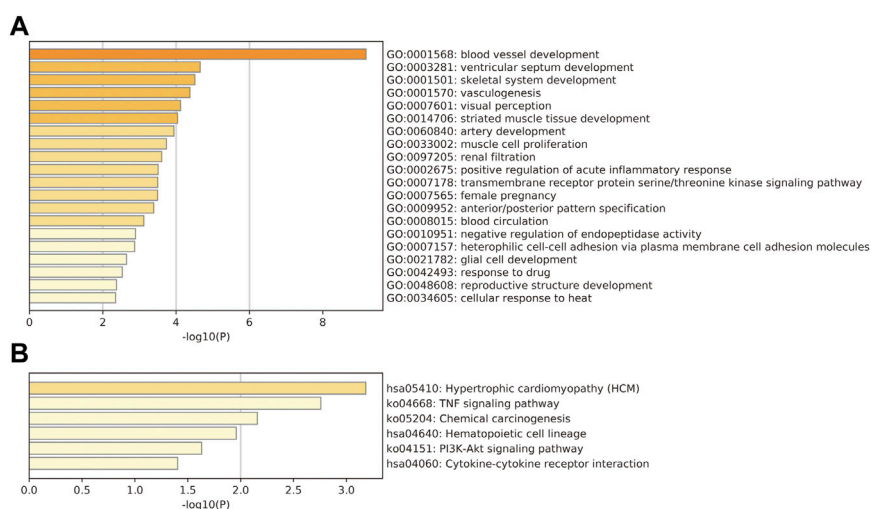 A
GO:0001568: blood vessel development
GO:0003281: ventricular septum development
GO:0001501: skeletal system development
GO:0001570: vasculogenesis
GO:0007601: visual perception
GO:0014706: striated muscle tissue development
GO:0060840: artery development
GO:0033002: muscle cell proliferation
GO:0097205: renal filtration
GO:0002675: positive regulation of acute inflammatory response
GO:0007178: transmembrane receptor protein serine/threonine kinase signaling pathway
GO:0007565: female pregnancy
GO:0009952: anterior/posterior pattern specification
GO:0008015: blood circulation
GO:0010951: negative regulation of endopeptidase activity
GO:0007157: heterophilic cell-cell adhesion via plasma membrane cell adhesion molecules
GO:0021782: glial cell development
GO:0042493: response to drug
GO:0048608: reproductive structure development
GO:0034605: cellular response to heat
0 2 4 6 8
-log10(P)
B
hsa05410: Hypertrophic cardiomyopathy (HCM)
ko04668: TNF signaling pathway
ko05204: Chemical carcinogenesis
hsa04640: Hematopoietic cell lineage
ko04151: PI3K-Akt signaling pathway
hsa04060: Cytokine-cytokine receptor interaction
0.0 0.5 1.0 1.5 2.0 2.5 3.0
-log10(P)